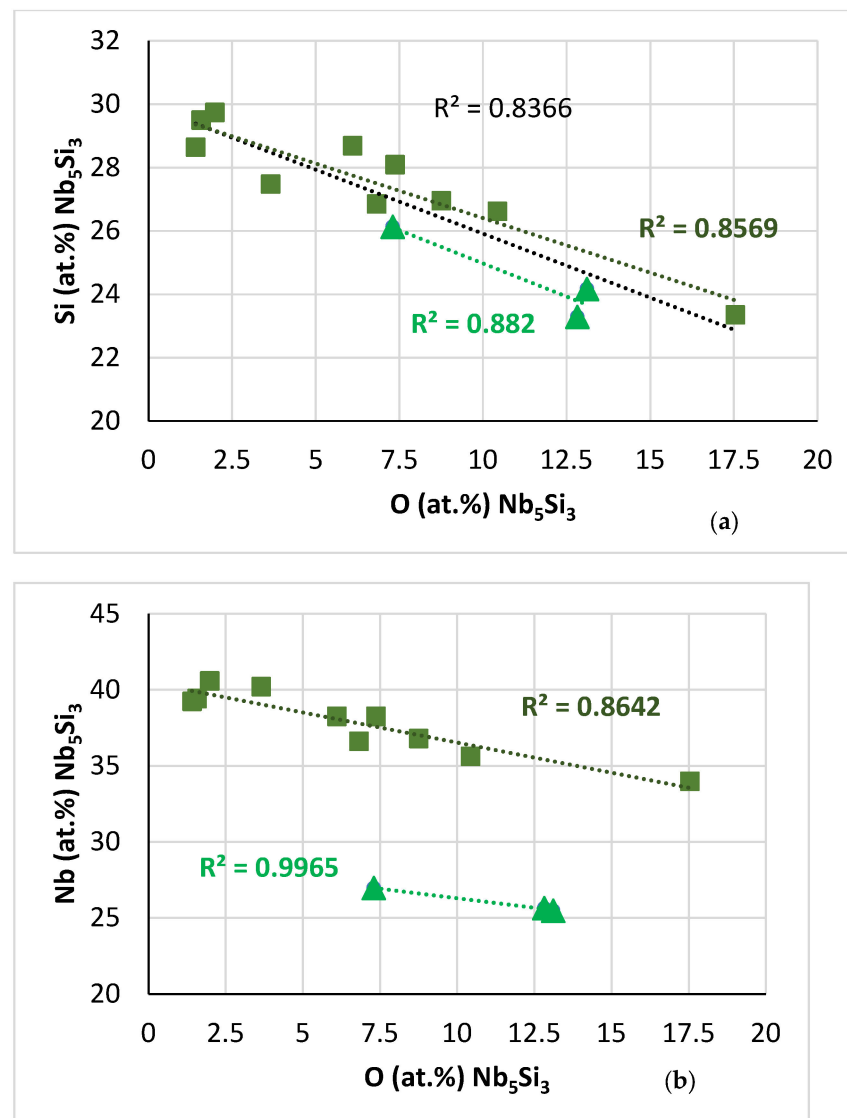 32
30
28
26
24
22
20
Si (at.%) Nb₅Si₃
R² = 0.8366
R² = 0.8569
R² = 0.882
0 2.5 5 7.5 10 12.5 15 17.5 20
O (at.%) Nb₅Si₃
(a)
45
40
35
30
25
20
Nb (at.%) Nb₅Si₃
R² = 0.8642
R² = 0.9965
0 2.5 5 7.5 10 12.5 15 17.5 20
O (at.%) Nb₅Si₃
(b)